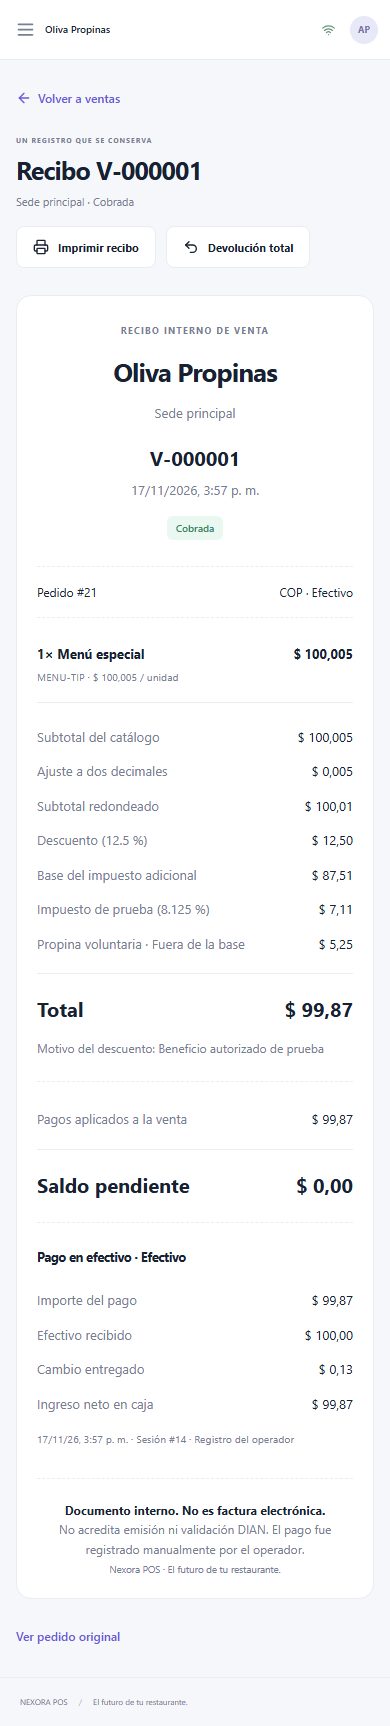 Oliva Propinas
AP
Volver a ventas
UN REGISTRO QUE SE CONSERVA
Recibo V-000001
Sede principal · Cobrada
Imprimir recibo
Devolución total
RECIBO INTERNO DE VENTA
Oliva Propinas
Sede principal
V-000001
17/11/2026, 3:57 p. m.
Cobrada
Pedido #21 COP · Efectivo
1× Menú especial $ 100,005
MENU-TIP · $ 100,005 / unidad
Subtotal del catálogo $ 100,005
Ajuste a dos decimales $ 0,005
Subtotal redondeado $ 100,01
Descuento (12.5 %) $ 12,50
Base del impuesto adicional $ 87,51
Impuesto de prueba (8.125 %) $ 7,11
Propina voluntaria · Fuera de la base $ 5,25
Total $ 99,87
Motivo del descuento: Beneficio autorizado de prueba
Pagos aplicados a la venta $ 99,87
Saldo pendiente $ 0,00
Pago en efectivo · Efectivo
Importe del pago $ 99,87
Efectivo recibido $ 100,00
Cambio entregado $ 0,13
Ingreso neto en caja $ 99,87
17/11/26, 3:57 p. m. · Sesión #14 · Registro del operador
Documento interno. No es factura electrónica.
No acredita emisión ni validación DIAN. El pago fue
registrado manualmente por el operador.
Nexora POS · El futuro de tu restaurante.
Ver pedido original
NEXORA POS / El futuro de tu restaurante.